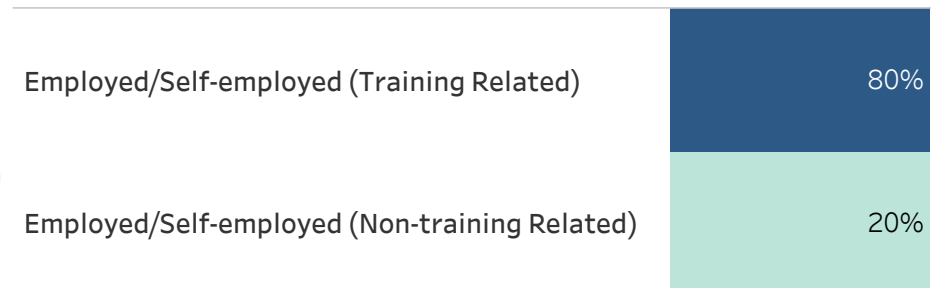 Employed/Self-employed (Training Related) 80%
Employed/Self-employed (Non-training Related) 20%